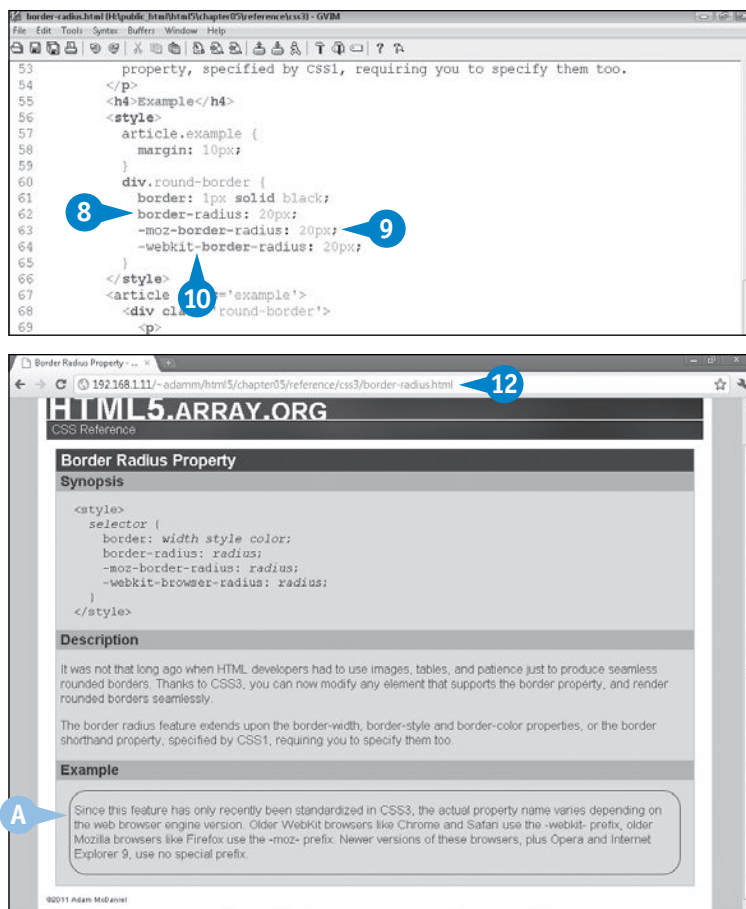 border-radius.html (H:\public_html\html5\chapter05\reference\css3) - GVIM
File Edit Tools Syntax Buffers Window Help
53 property, specified by CSS1, requiring you to specify them too.
54 </p>
55 <h4>Example</h4>
56 <style>
57 article.example {
58 margin: 10px;
59 }
60 div.round-border {
61 border: 1px solid black;
8
62 border-radius: 20px;
63 -moz-border-radius: 20px;
9
64 -webkit-border-radius: 20px;
65 }
66 </style>
10
67 <article ='example'>
68 <div cla 'round-border'>
69 <p>
Border Radius Property - ...
192.168.1.11/~adamm/html5/chapter05/reference/css3/border-radius.html
12
HTML5.ARRAY.ORG
CSS Reference
Border Radius Property
Synopsis
<style>
selector {
border: width style color;
border-radius: radius;
-moz-border-radius: radius;
-webkit-browser-radius: radius;
}
</style>
Description
It was not that long ago when HTML developers had to use images, tables, and patience just to produce seamless
rounded borders. Thanks to CSS3, you can now modify any element that supports the border property, and render
rounded borders seamlessly.
The border radius feature extends upon the border-width, border-style and border-color properties, or the border
shorthand property, specified by CSS1, requiring you to specify them too.
Example
A
Since this feature has only recently been standardized in CSS3, the actual property name varies depending on
the web browser engine version. Older WebKit browsers like Chrome and Safari use the -webkit- prefix, older
Mozilla browsers like Firefox use the -moz- prefix. Newer versions of these browsers, plus Opera and Internet
Explorer 9, use no special prefix.
©2011 Adam McDaniel